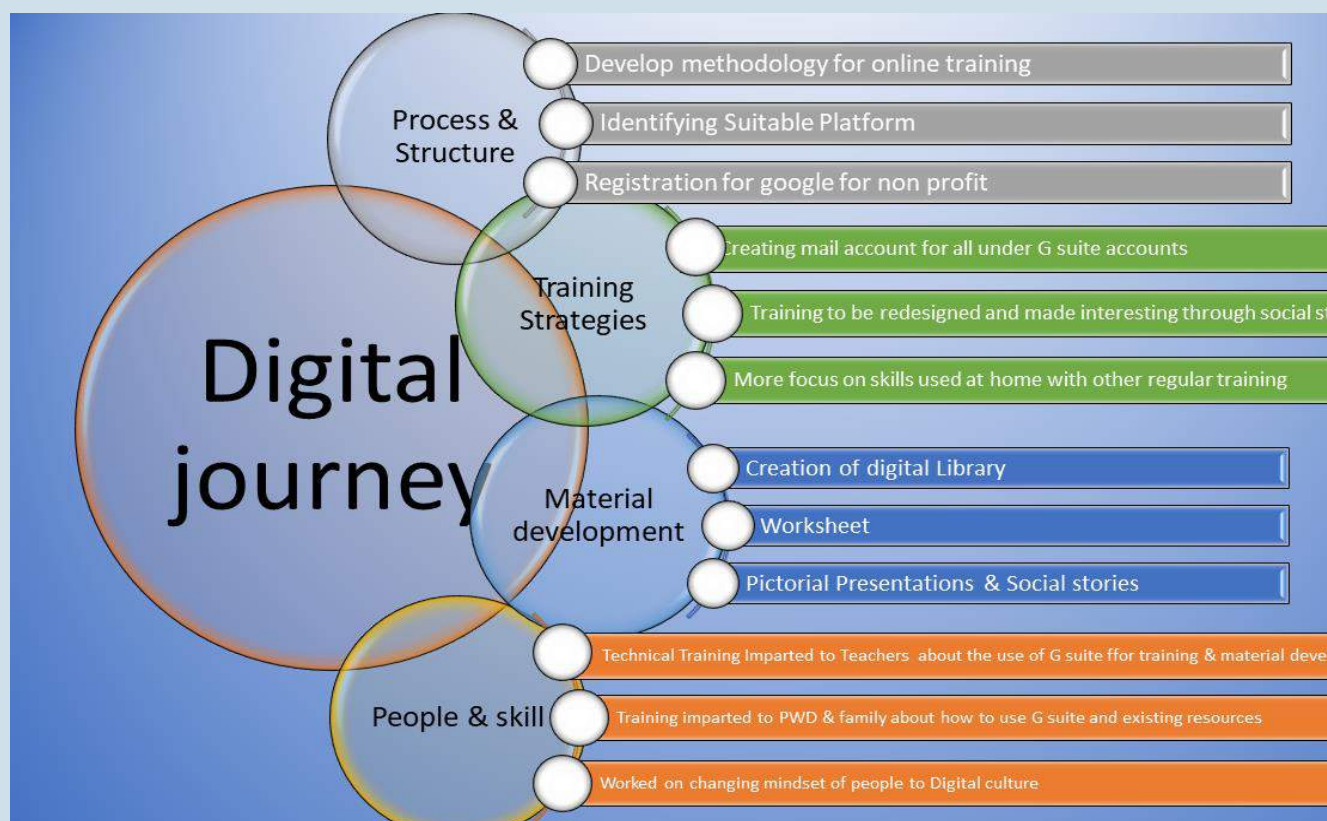 Digital
journey
Process &
Structure
Develop methodology for online training
Identifying Suitable Platform
Registration for google for non profit
Training
Strategies
Creating mail account for all under G suite accounts
Training to be redesigned and made interesting through social
More focus on skills used at home with other regular training
Material
development
Creation of digital Library
Worksheet
Pictorial Presentations & Social stories
People & skill
Technical Training Imparted to Teachers about the use of G suite ffor training & material
Training imparted to PWD & family about how to use G suite and existing resources
Worked on changing mindset of people to Digital culture